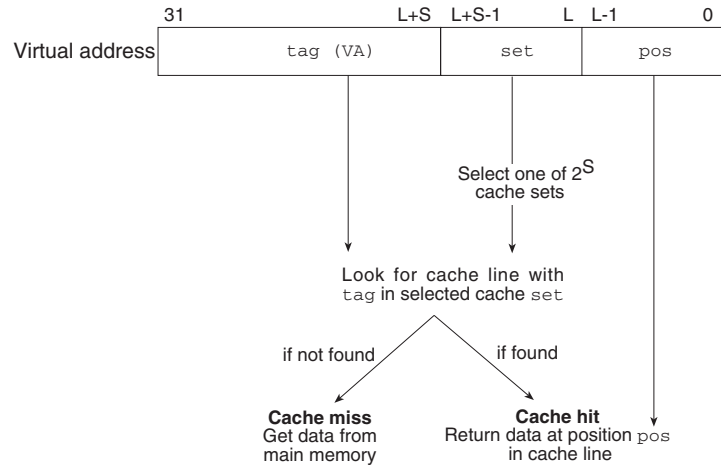 31 L+S L+S-1 L L-1 0
Virtual address tag (VA) set pos
Select one of 2^S
cache sets
Look for cache line with
tag in selected cache set
if not found if found
Cache miss Cache hit
Get data from Return data at position pos
main memory in cache line